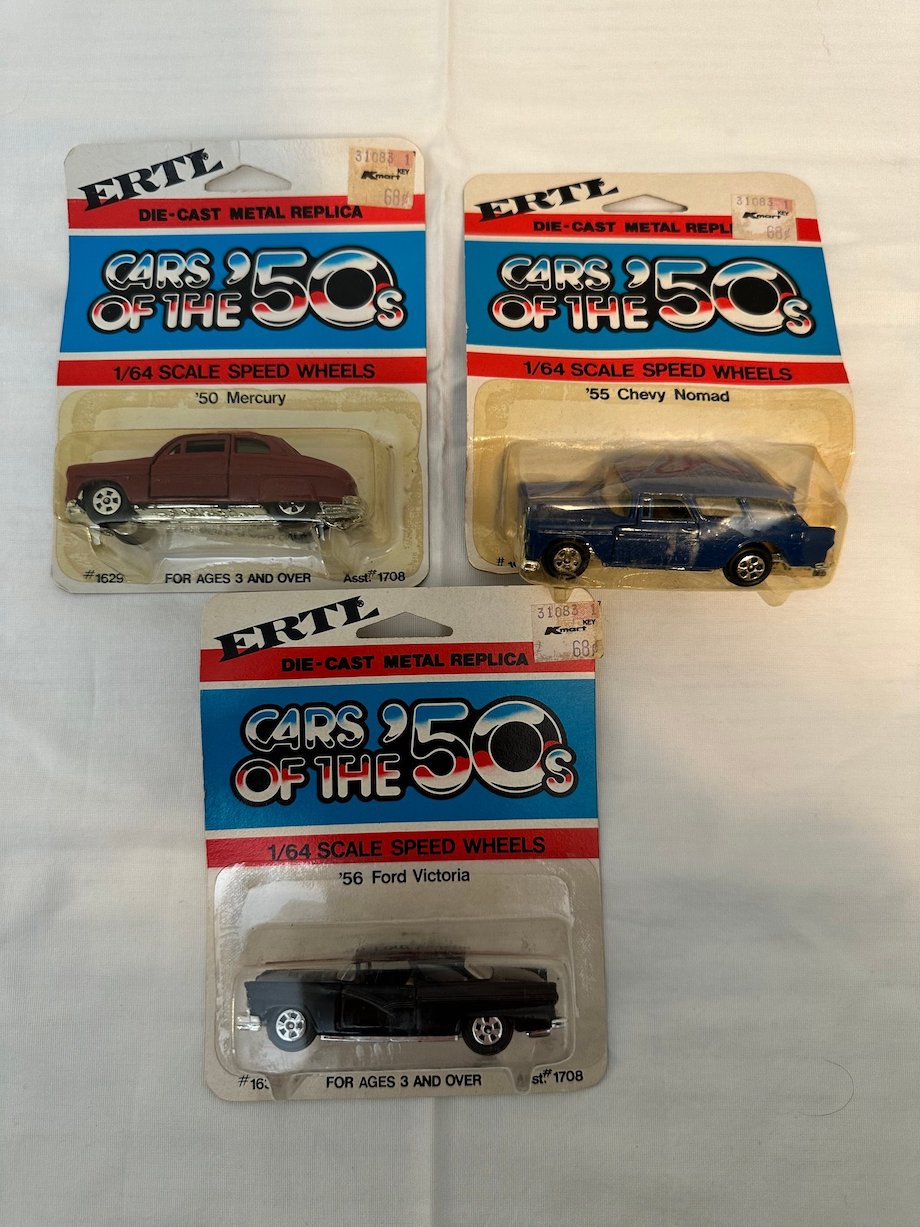 ERTL®
31083 1
KEY
Kmart
68¢
DIE-CAST METAL REPLICA
CARS OF THE '50s
1/64 SCALE SPEED WHEELS
'50 Mercury
#1629 FOR AGES 3 AND OVER Asst.#1708
ERTL
31083 1
KEY
Kmart
68¢
DIE-CAST METAL
CARS OF THE '50s
1/64 SCALE SPEED WHEELS
'55 Chevy Nomad
ERTL
31083 1
KEY
Kmart
68¢
DIE-CAST METAL REPLICA
CARS OF THE '50s
1/64 SCALE SPEED WHEELS
'56 Ford Victoria
FOR AGES 3 AND OVER #1708